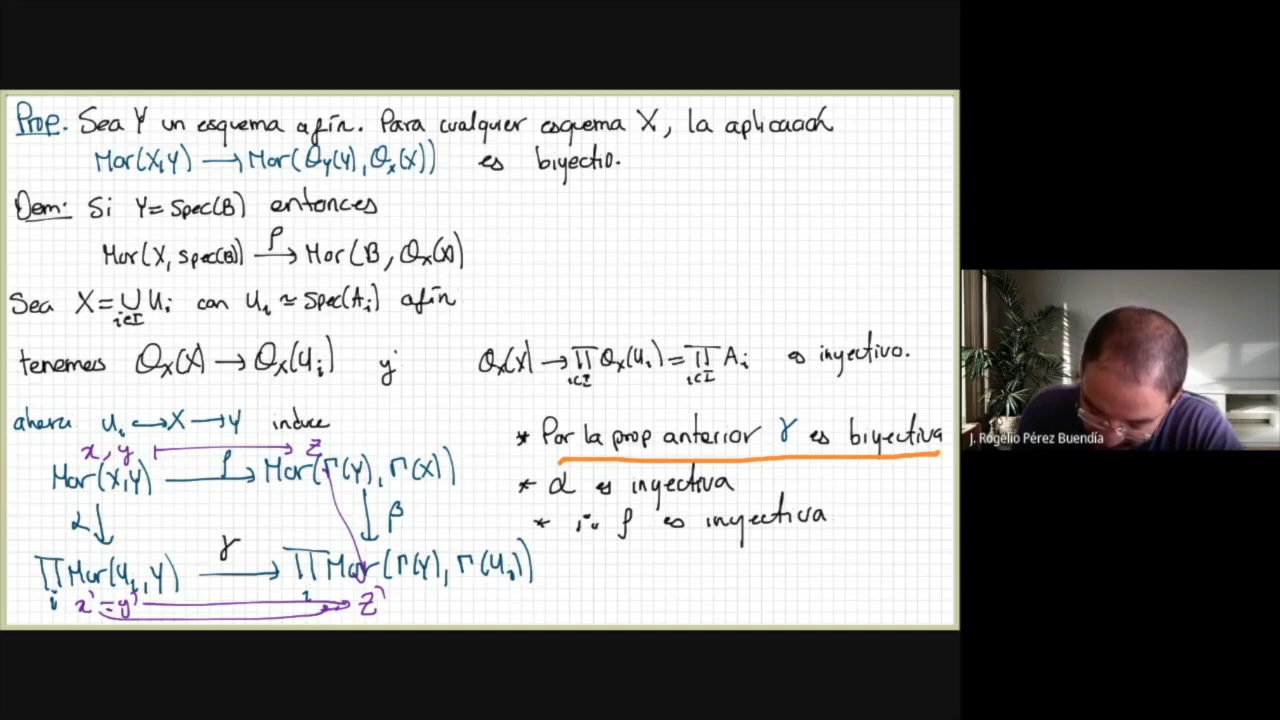 Prop. Sea Y un esquema afín. Para cualquier esquema X, la aplicación
Mor(X,Y) → Mor(O_Y(Y), O_X(X)) es biyectio.
Dem: Si Y = Spec(B) entonces
Mor(X, Spec(B)) →^ρ Mor(B, O_X(X)
Sea X = ∪_{i∈I} U_i con U_i ≃ Spec(A_i) afín
tenemos O_X(X) → O_X(U_i) y O_X(X) → ∏_{i∈I} O_X(U_i) = ∏_{i∈I} A_i es inyectivo.
ahora U_i ↪ X → Y induce
x, y ↦ z
Mor(X,Y) →^ρ Mor(Γ(Y), Γ(X))
α ↓ ↓ β
∏_i Mor(U_i, Y) →^γ ∏_i Mor(Γ(Y), Γ(U_i))
x' = y' → z'
* Por la prop anterior γ es biyectiva
* α es inyectiva
* ∴ ρ es inyectiva
J. Rogelio Pérez Buendía